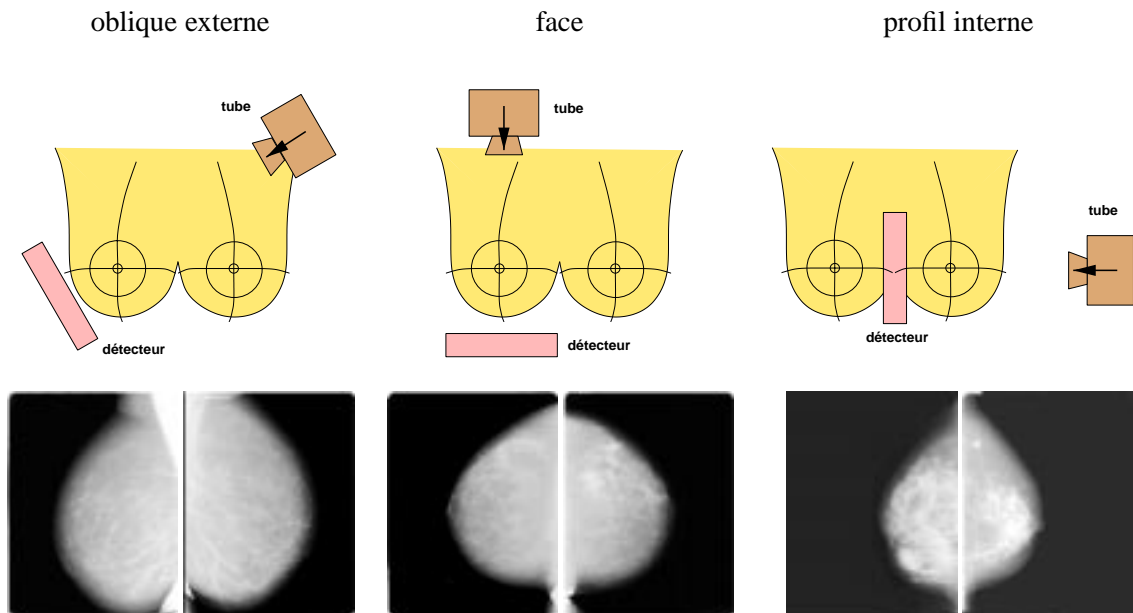 oblique externe
face
profil interne
tube
tube
tube
détecteur
détecteur
détecteur